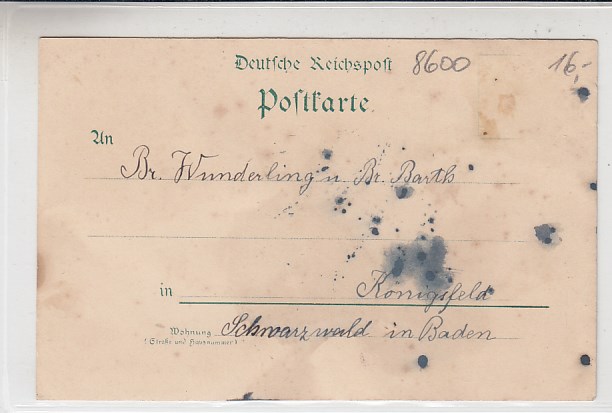 Deutsche Reichspost 8600 16,-
Postkarte.
An
Br. Wunderling u. Br. Barth
in Königsfeld
Wohnung Schwarzwald in Baden
(Straße und Hausnummer)